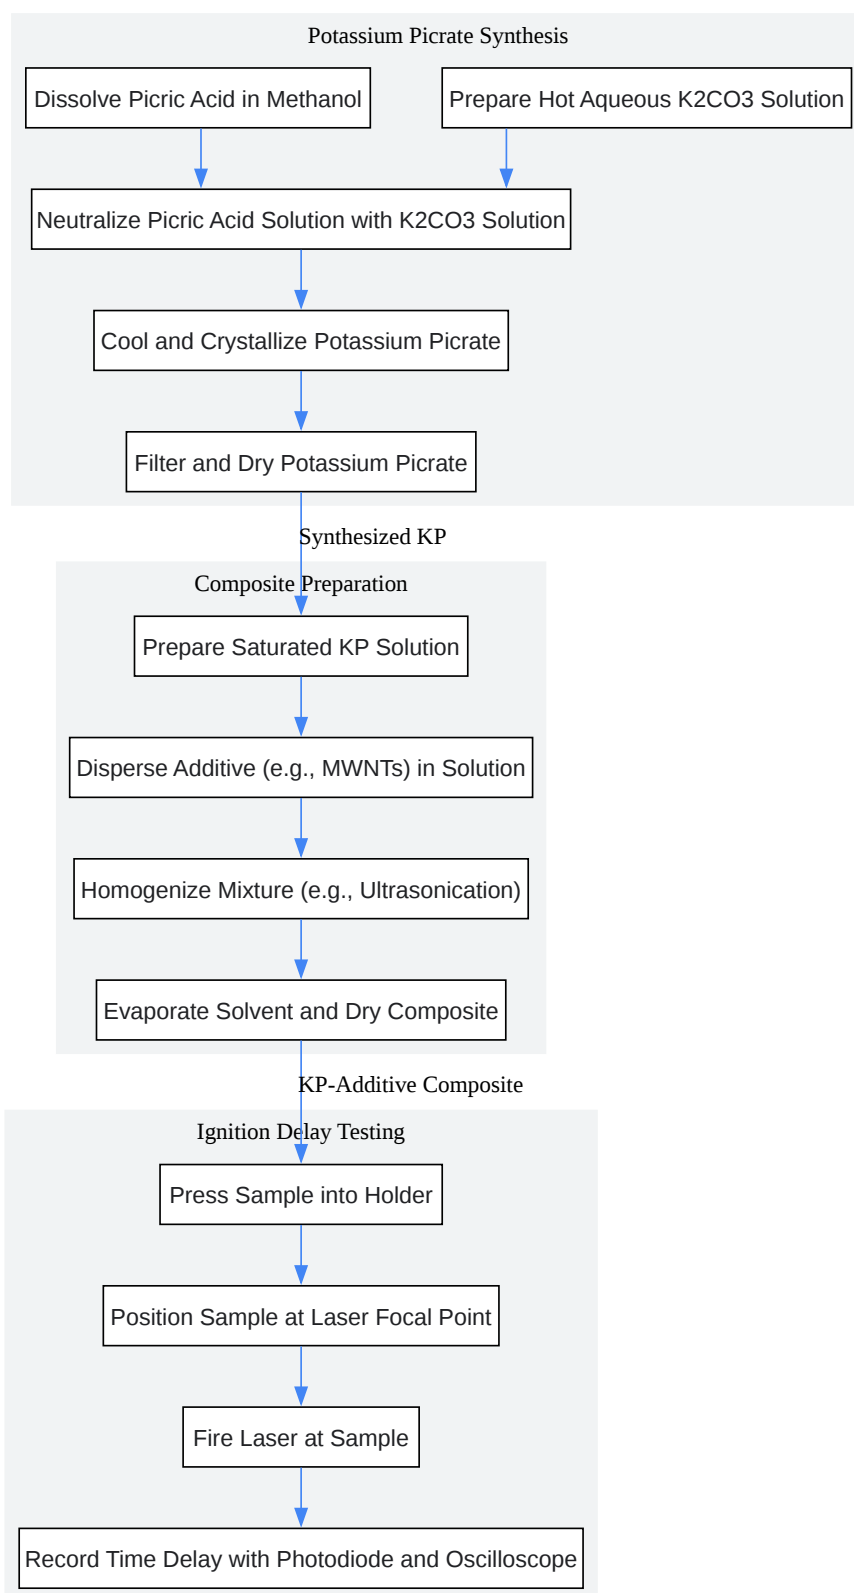 Potassium Picrate Synthesis
Dissolve Picric Acid in Methanol
Prepare Hot Aqueous K2CO3 Solution
Neutralize Picric Acid Solution with K2CO3 Solution
Cool and Crystallize Potassium Picrate
Filter and Dry Potassium Picrate
Synthesized KP
Composite Preparation
Prepare Saturated KP Solution
Disperse Additive (e.g., MWNTs) in Solution
Homogenize Mixture (e.g., Ultrasonication)
Evaporate Solvent and Dry Composite
KP-Additive Composite
Ignition Delay Testing
Press Sample into Holder
Position Sample at Laser Focal Point
Fire Laser at Sample
Record Time Delay with Photodiode and Oscilloscope